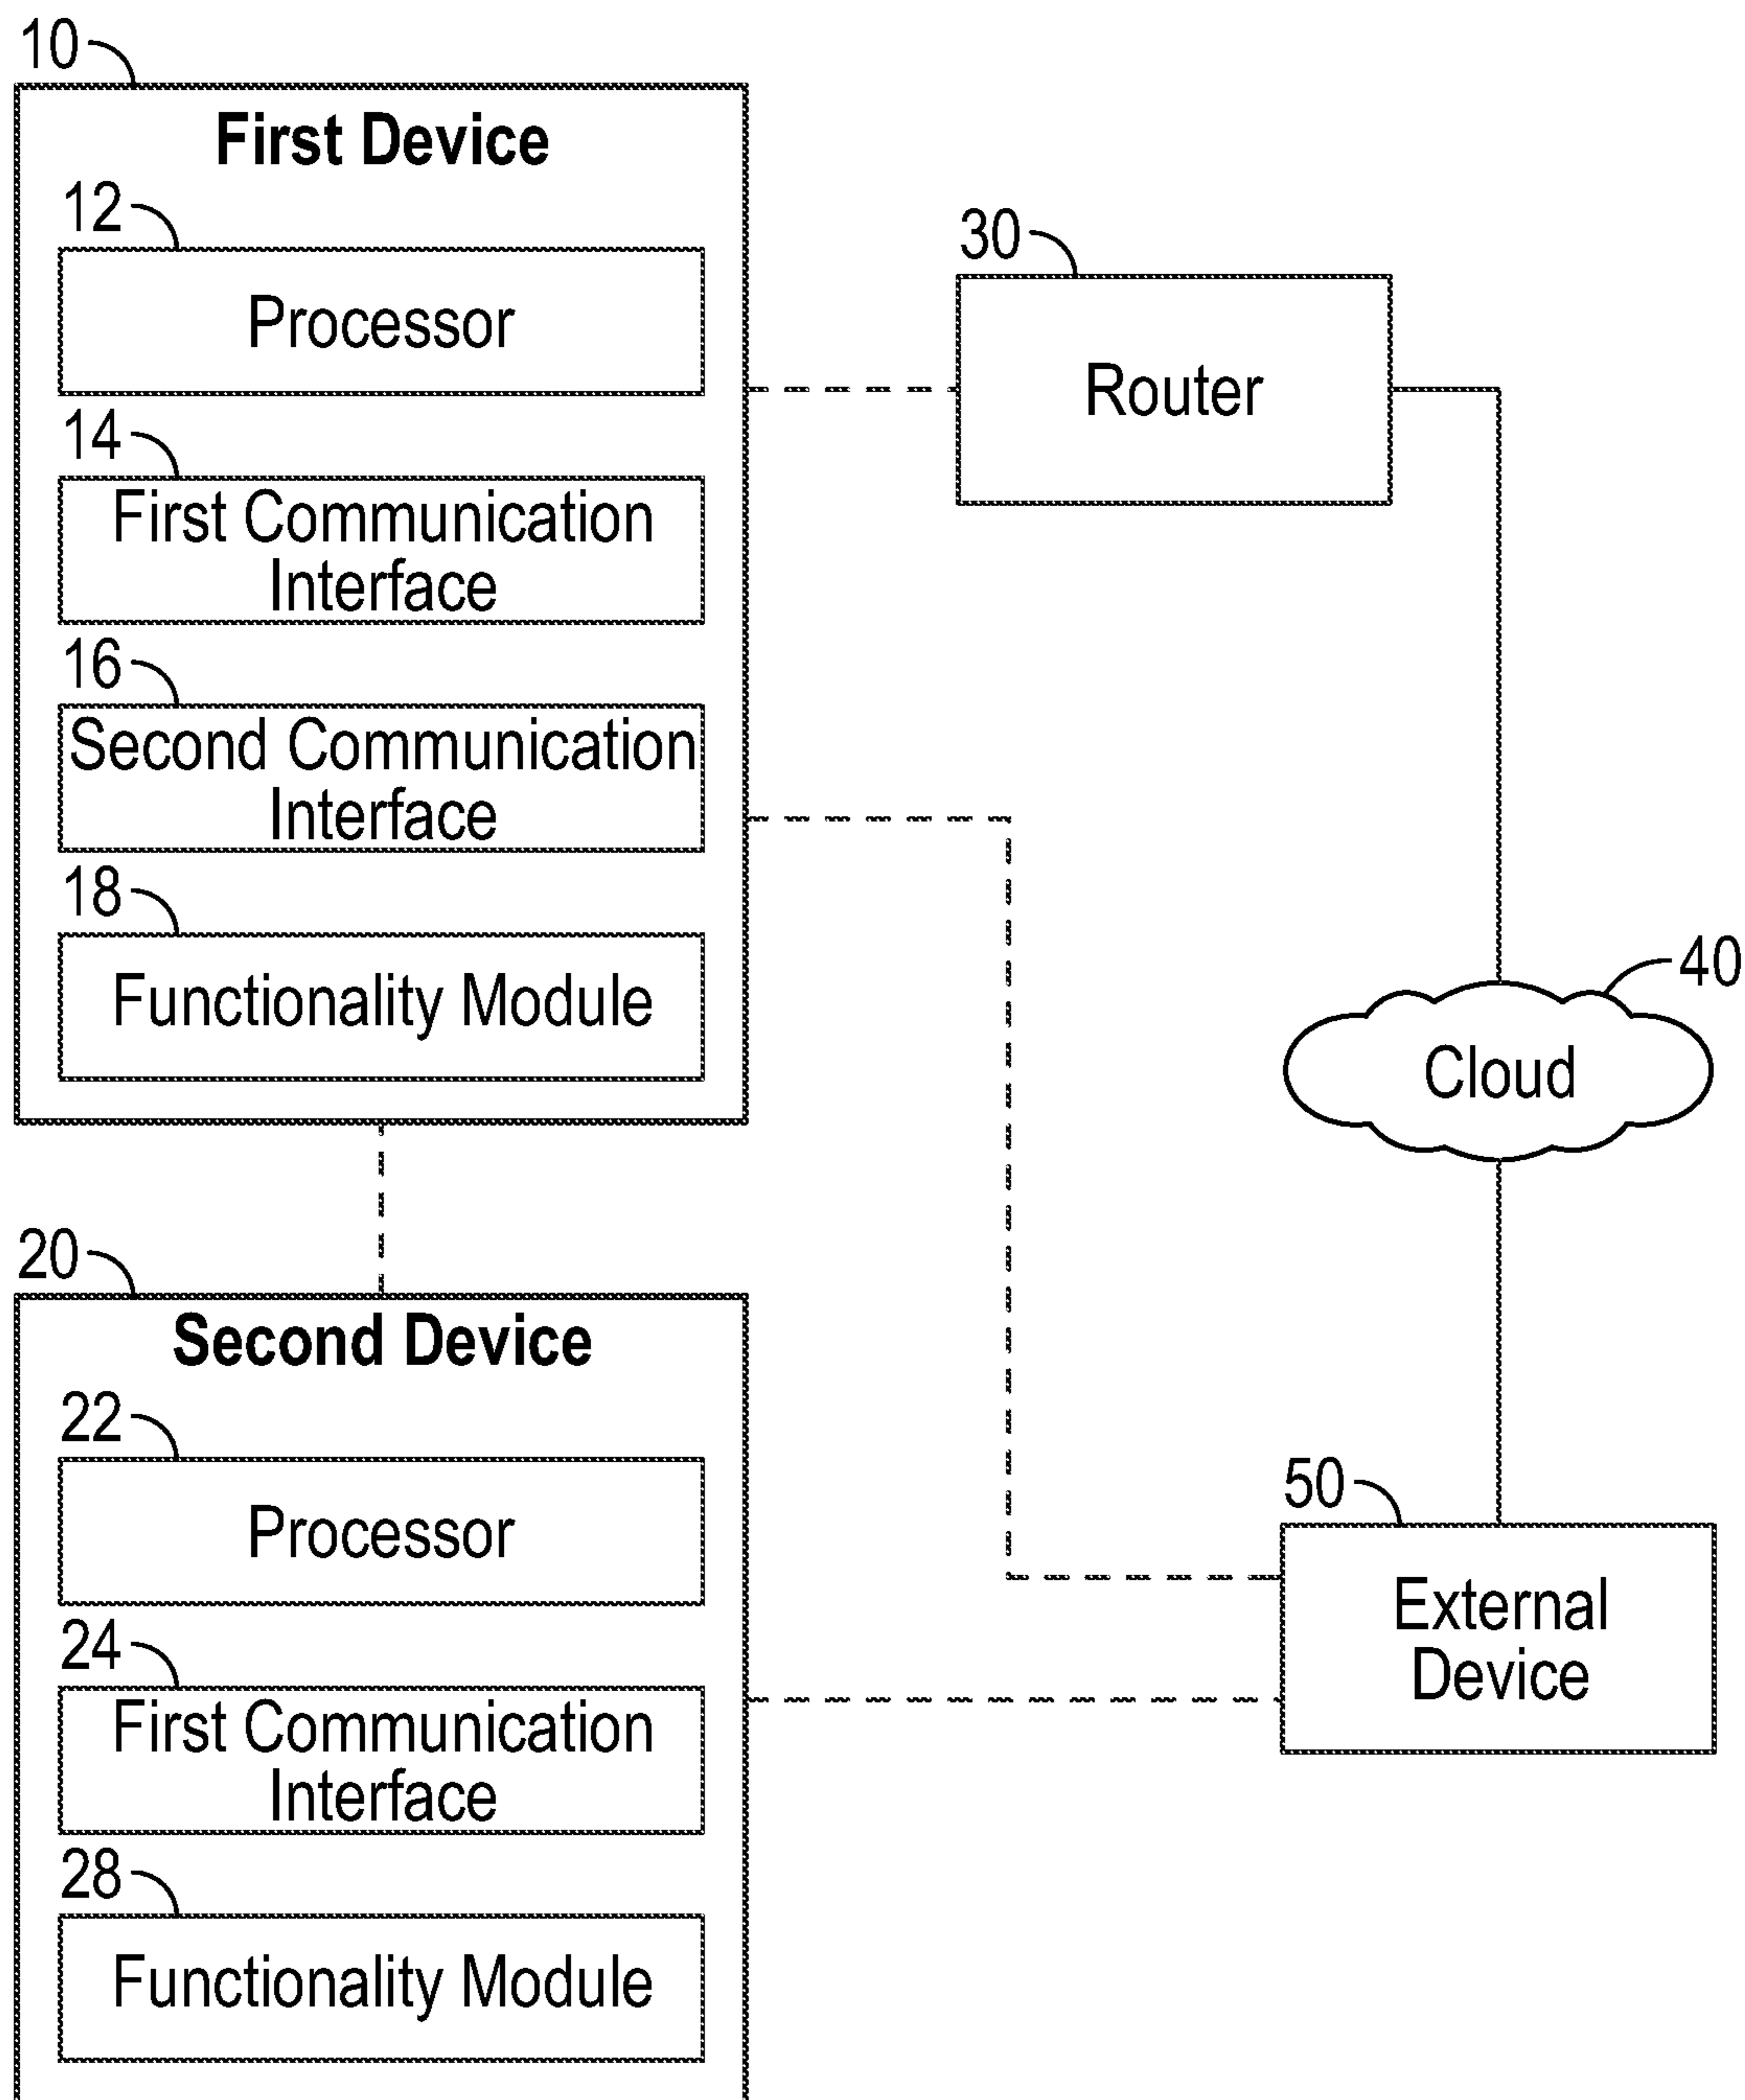 10
First Device
12
Processor
14
First Communication
Interface
16
Second Communication
Interface
18
Functionality Module
30
Router
40
Cloud
20
Second Device
22
Processor
24
First Communication
Interface
28
Functionality Module
50
External
Device